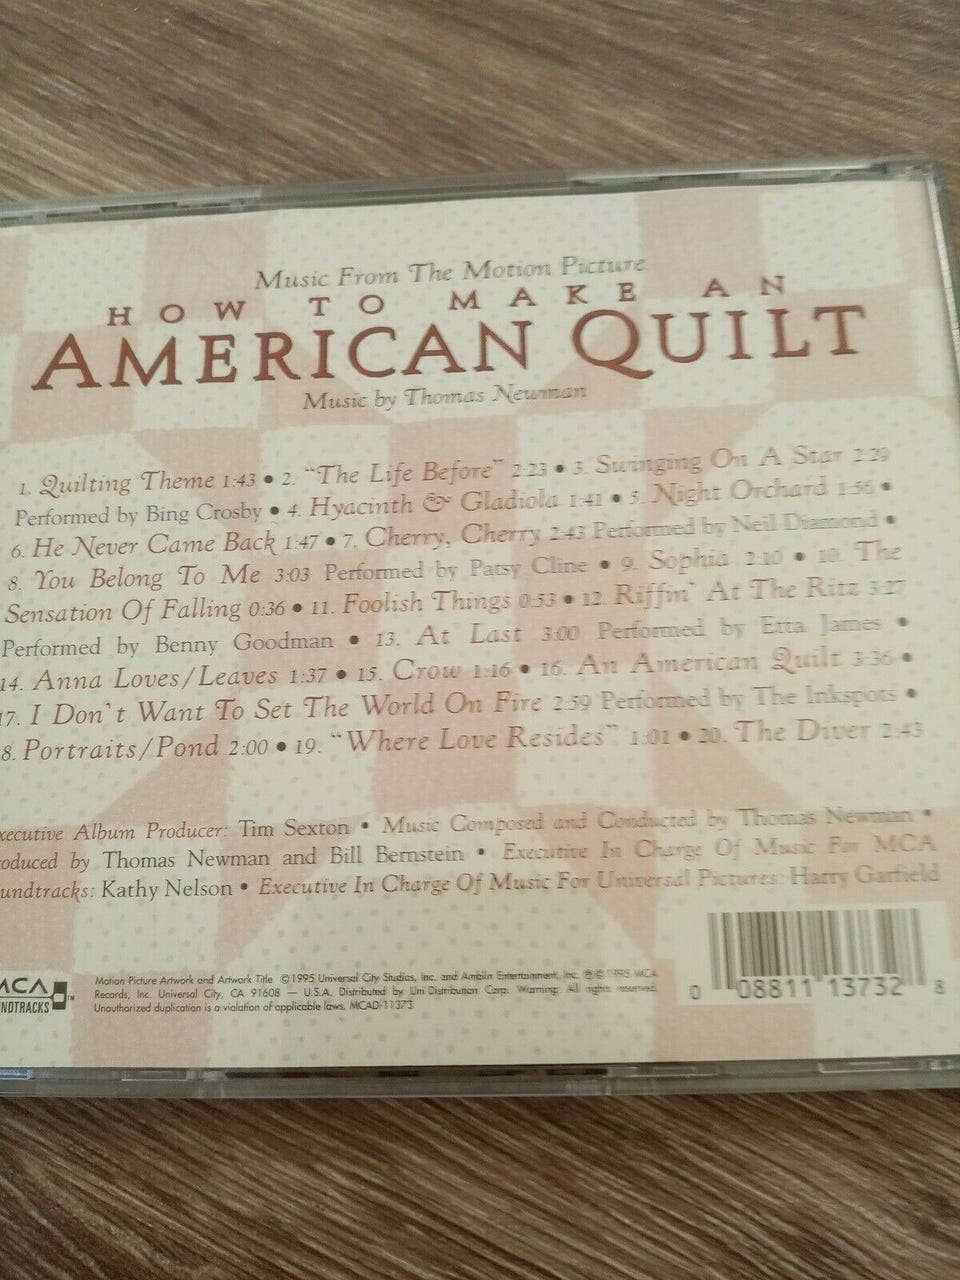 Music From The Motion Picture
HOW TO MAKE AN
AMERICAN QUILT
Music by Thomas Newman
1. Quilting Theme 1:43 • 2. "The Life Before" 2:23 • 3. Swinging On A Star 2:29
Performed by Bing Crosby • 4. Hyacinth & Gladiola 1:41 • 5. Night Orchard 1:56 •
6. He Never Came Back 1:47 • 7. Cherry, Cherry 2:43 Performed by Neil Diamond •
8. You Belong To Me 3:03 Performed by Patsy Cline • 9. Sophia 2:10 • 10. The
Sensation Of Falling 0:36 • 11. Foolish Things 0:53 • 12. Riffin' At The Ritz 3:27
Performed by Benny Goodman • 13. At Last 3:00 Performed by Etta James •
14. Anna Loves/Leaves 1:37 • 15. Crow 1:16 • 16. An American Quilt 3:36 •
17. I Don't Want To Set The World On Fire 2:59 Performed by The Inkspots •
8. Portraits/Pond 2:00 • 19. "Where Love Resides" 1:01 • 20. The Diver 2:43
xecutive Album Producer: Tim Sexton • Music Composed and Conducted by Thomas Newman •
oduced by Thomas Newman and Bill Bernstein • Executive In Charge Of Music For MCA
undtracks: Kathy Nelson • Executive In Charge Of Music For Universal Pictures: Harry Garfield
MCA
NDTRACKS™
Motion Picture Artwork and Artwork Title ©1995 Universal City Studios, Inc. and Amblin Entertainment, Inc. ℗© 1995 MCA
Records, Inc. Universal City, CA 91608 — U.S.A. Distributed by Uni Distribution Corp. Warning: All rights reserved.
Unauthorized duplication is a violation of applicable laws. MCAD-11373
0 08811 13732 8